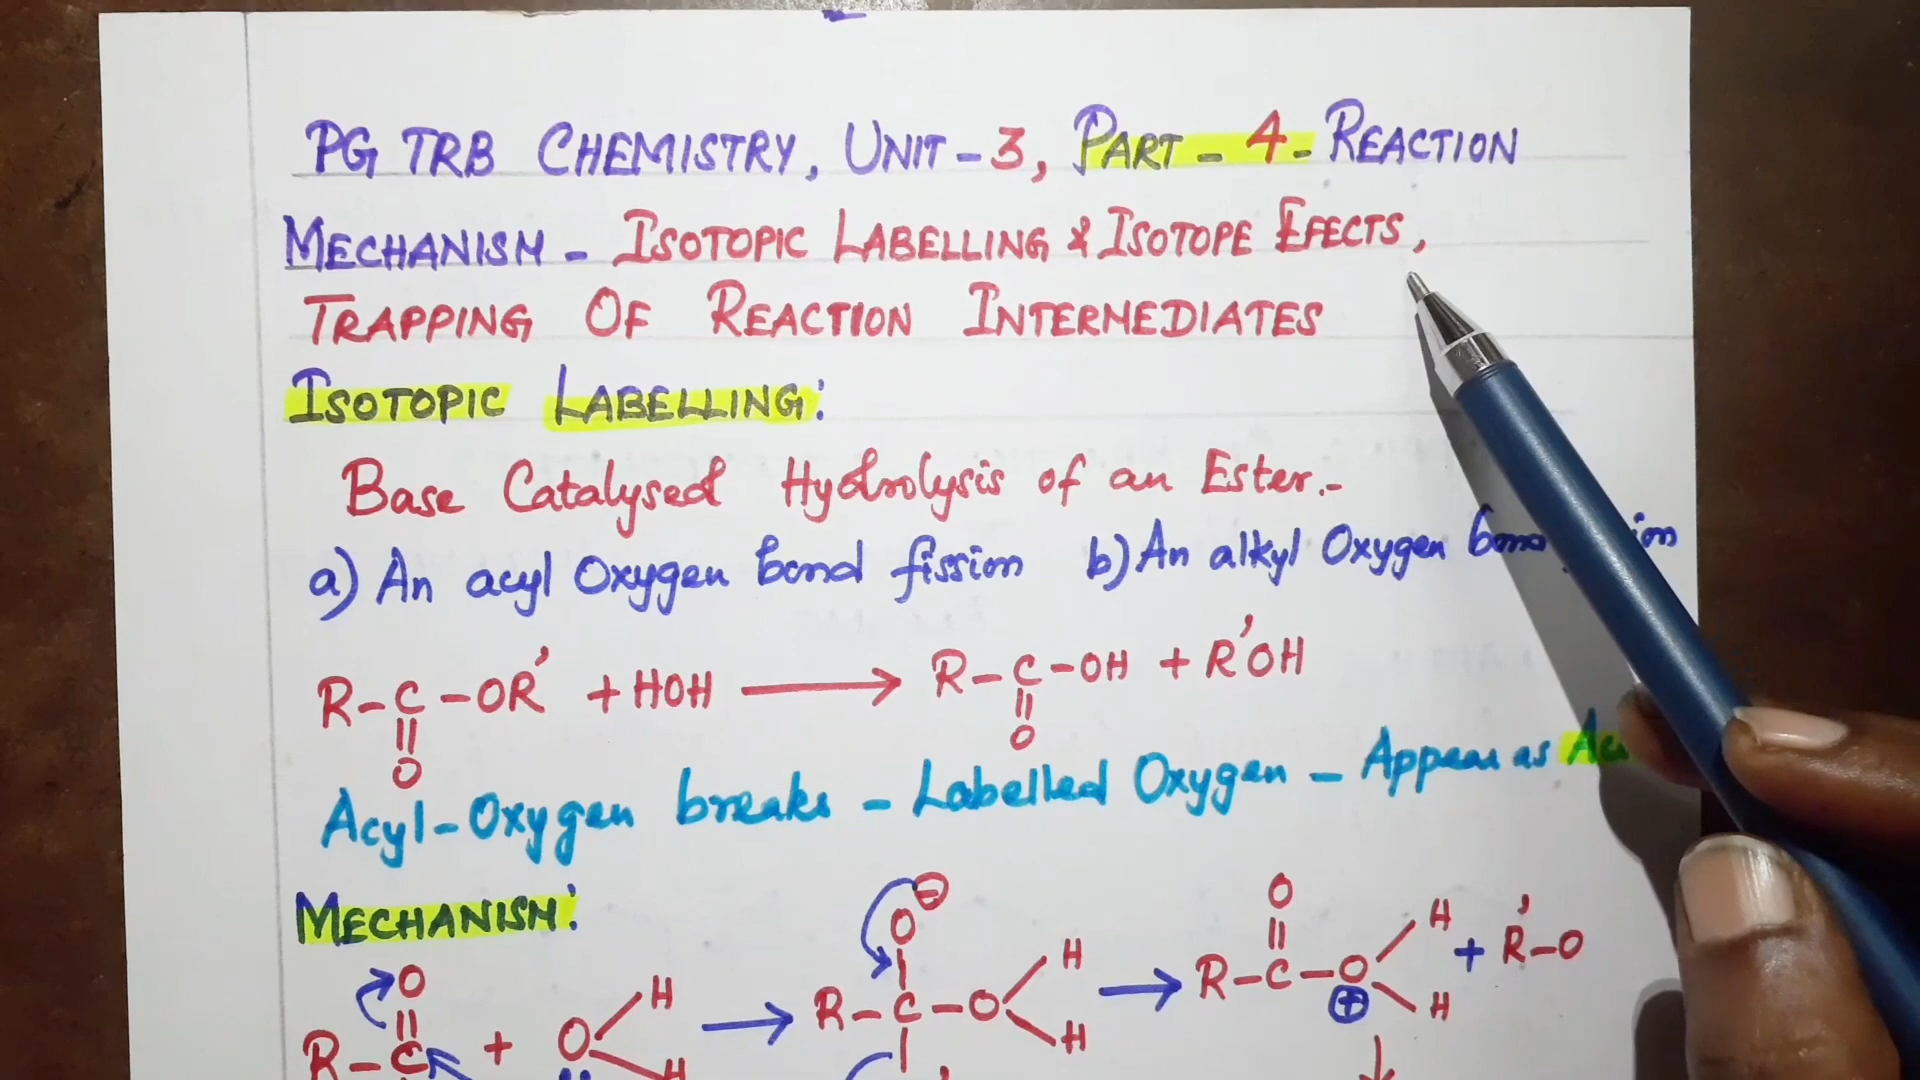 PG TRB CHEMISTRY, UNIT-3, PART-4-REACTION
MECHANISM - ISOTOPIC LABELLING & ISOTOPE EFECTS,
TRAPPING OF REACTION INTERMEDIATES
ISOTOPIC LABELLING:
Base Catalysed Hydrolysis of an Ester.-
a) An acyl Oxygen bond fission b) An alkyl Oxygen
R-C-OR' + HOH → R-C-OH + R'OH
|| ||
O O
Acyl-Oxygen breaks - Labelled Oxygen - Appear as
MECHANISM:
O ⊖ O
|| O || H
O H | H R-C-O + R'-O
R-C + O → R-C-O → ⊕ H
H | H ↓